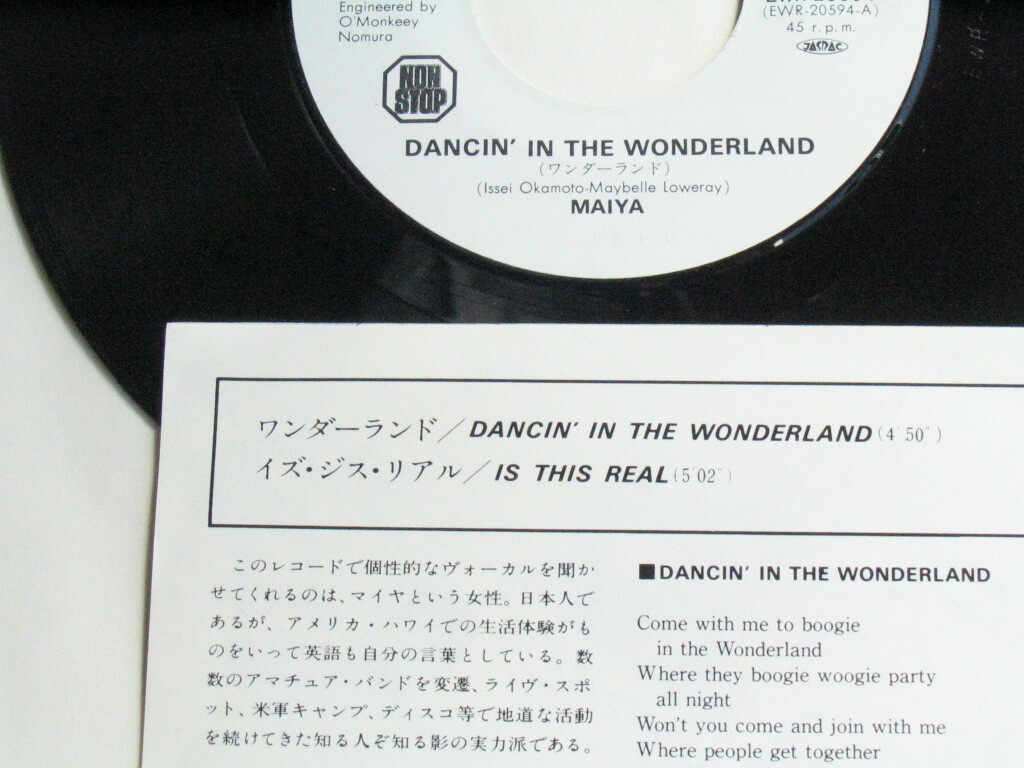 Engineered by
O'Monkeey
Nomura
(EWR-20594-A)
45 r.p.m.
JASRAC
NON
STOP
DANCIN' IN THE WONDERLAND
(ワンダーランド)
(Issei Okamoto-Maybelle Loweray)
MAIYA
ワンダーランド/DANCIN' IN THE WONDERLAND(4'50")
イズ・ジス・リアル/IS THIS REAL(5'02")
このレコードで個性的なヴォーカルを聞か
せてくれるのは、マイヤという女性。日本人で
あるが、アメリカ・ハワイでの生活体験がも
のをいって英語も自分の言葉としている。数
数のアマチュア・バンドを変遷、ライヴ・スポ
ット、米軍キャンプ、ディスコ等で地道な活動
を続けてきた知る人ぞ知る影の実力派である。
■DANCIN' IN THE WONDERLAND
Come with me to boogie
in the Wonderland
Where they boogie woogie party
all night
Won't you come and join with me
Where people get together